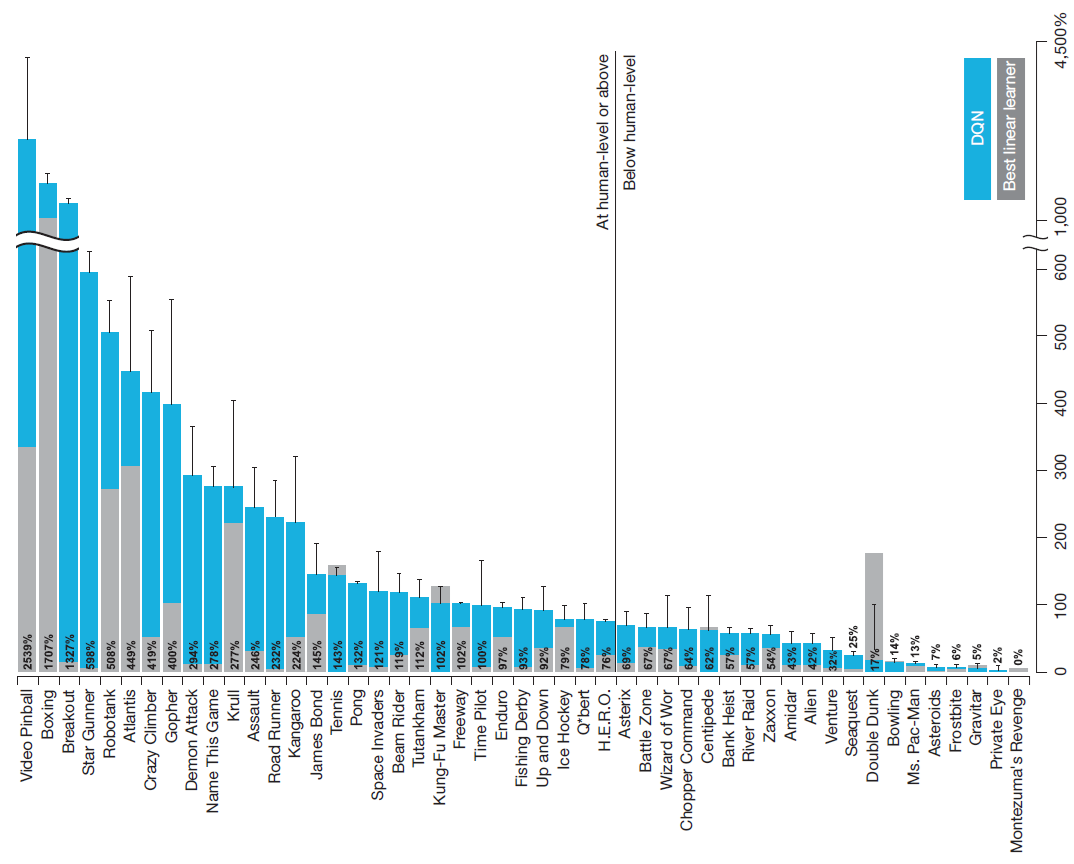 4,500%
1,000
600
500
400
300
200
100
0
DQN
Best linear learner
At human-level or above
Below human-level
2539%
1707%
1327%
598%
508%
449%
419%
400%
294%
278%
277%
246%
232%
224%
145%
143%
132%
121%
119%
112%
102%
102%
100%
97%
93%
92%
79%
78%
76%
69%
67%
67%
64%
62%
57%
57%
54%
43%
42%
32%
25%
17%
14%
13%
7%
6%
5%
2%
0%
Video Pinball
Boxing
Breakout
Star Gunner
Robotank
Atlantis
Crazy Climber
Gopher
Demon Attack
Name This Game
Krull
Assault
Road Runner
Kangaroo
James Bond
Tennis
Pong
Space Invaders
Beam Rider
Tutankham
Kung-Fu Master
Freeway
Time Pilot
Enduro
Fishing Derby
Up and Down
Ice Hockey
Q*bert
H.E.R.O.
Asterix
Battle Zone
Wizard of Wor
Chopper Command
Centipede
Bank Heist
River Raid
Zaxxon
Amidar
Alien
Venture
Seaquest
Double Dunk
Bowling
Ms. Pac-Man
Asteroids
Frostbite
Gravitar
Private Eye
Montezuma's Revenge